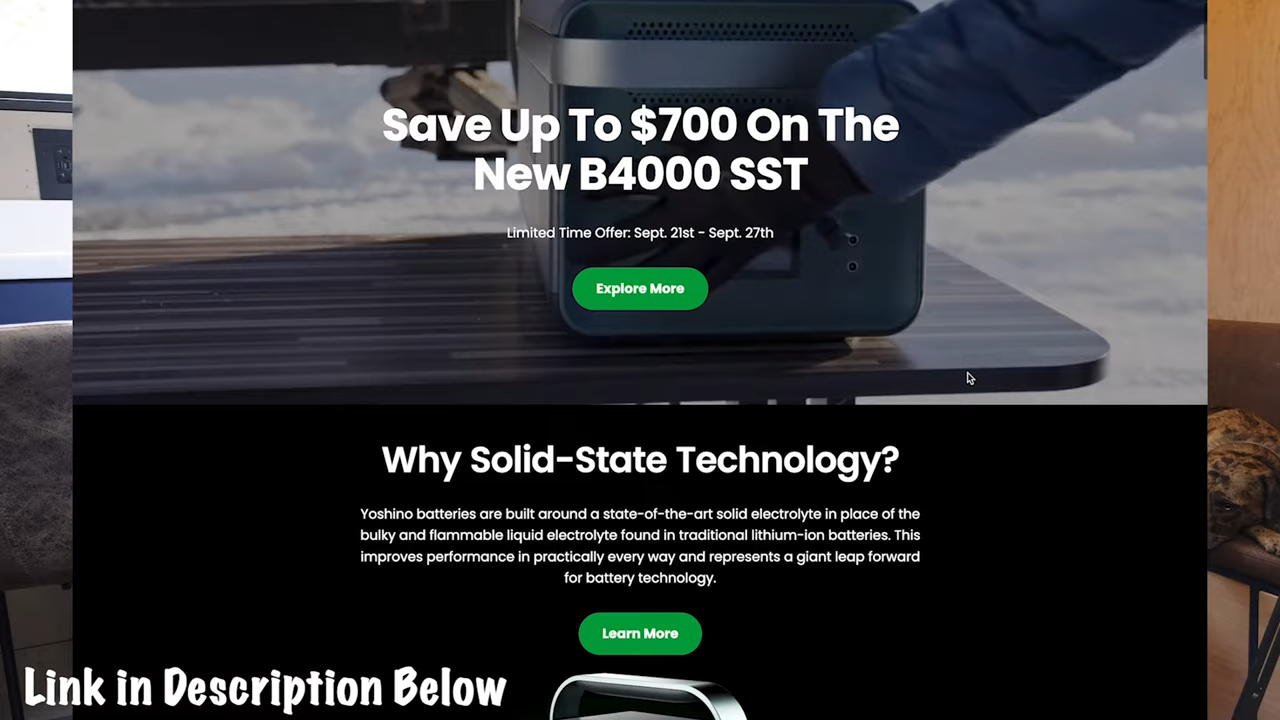 Save Up To $700 On The
New B4000 SST
Limited Time Offer: Sept. 21st - Sept. 27th
Explore More
Why Solid-State Technology?
Yoshino batteries are built around a state-of-the-art solid electrolyte in place of the
bulky and flammable liquid electrolyte found in traditional lithium-ion batteries. This
improves performance in practically every way and represents a giant leap forward
for battery technology.
Learn More
Link in Description Below